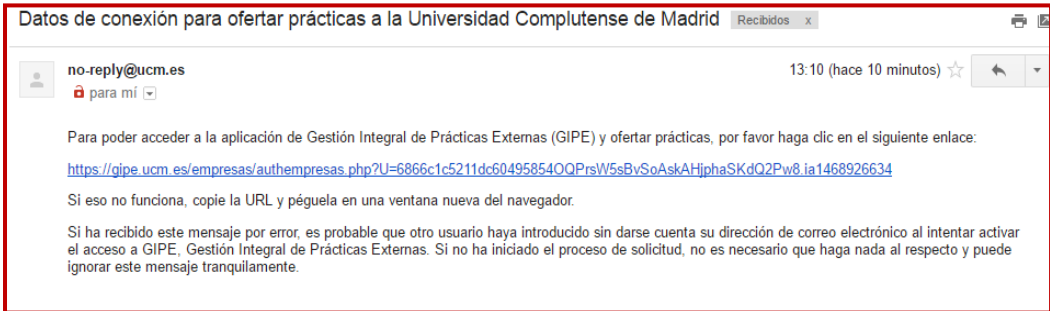 Datos de conexión para ofertar prácticas a la Universidad Complutense de Madrid Recibidos x
no-reply@ucm.es 13:10 (hace 10 minutos)
para mí
Para poder acceder a la aplicación de Gestión Integral de Prácticas Externas (GIPE) y ofertar prácticas, por favor haga clic en el siguiente enlace:
https://gipe.ucm.es/empresas/authempresas.php?U=6866c1c5211dc60495854OQPrsW5sBvSoAskAHjphaSKdQ2Pw8.ia1468926634
Si eso no funciona, copie la URL y péguela en una ventana nueva del navegador.
Si ha recibido este mensaje por error, es probable que otro usuario haya introducido sin darse cuenta su dirección de correo electrónico al intentar activar
el acceso a GIPE, Gestión Integral de Prácticas Externas. Si no ha iniciado el proceso de solicitud, no es necesario que haga nada al respecto y puede
ignorar este mensaje tranquilamente.